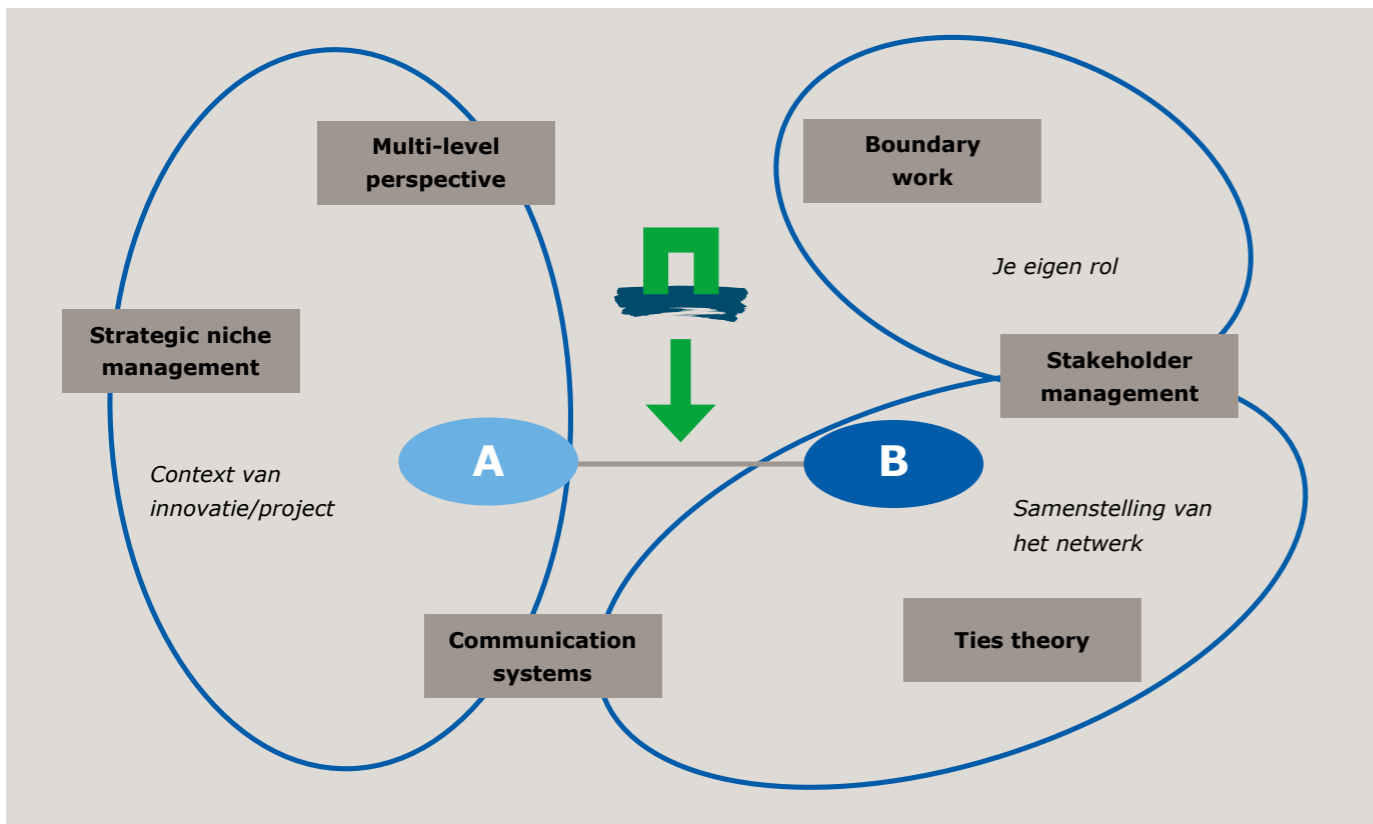 Multi-level
perspective
Boundary
work
Je eigen rol
Strategic niche
management
Stakeholder
management
A
B
Context van
innovatie/project
Samenstelling van
het netwerk
Communication
systems
Ties theory